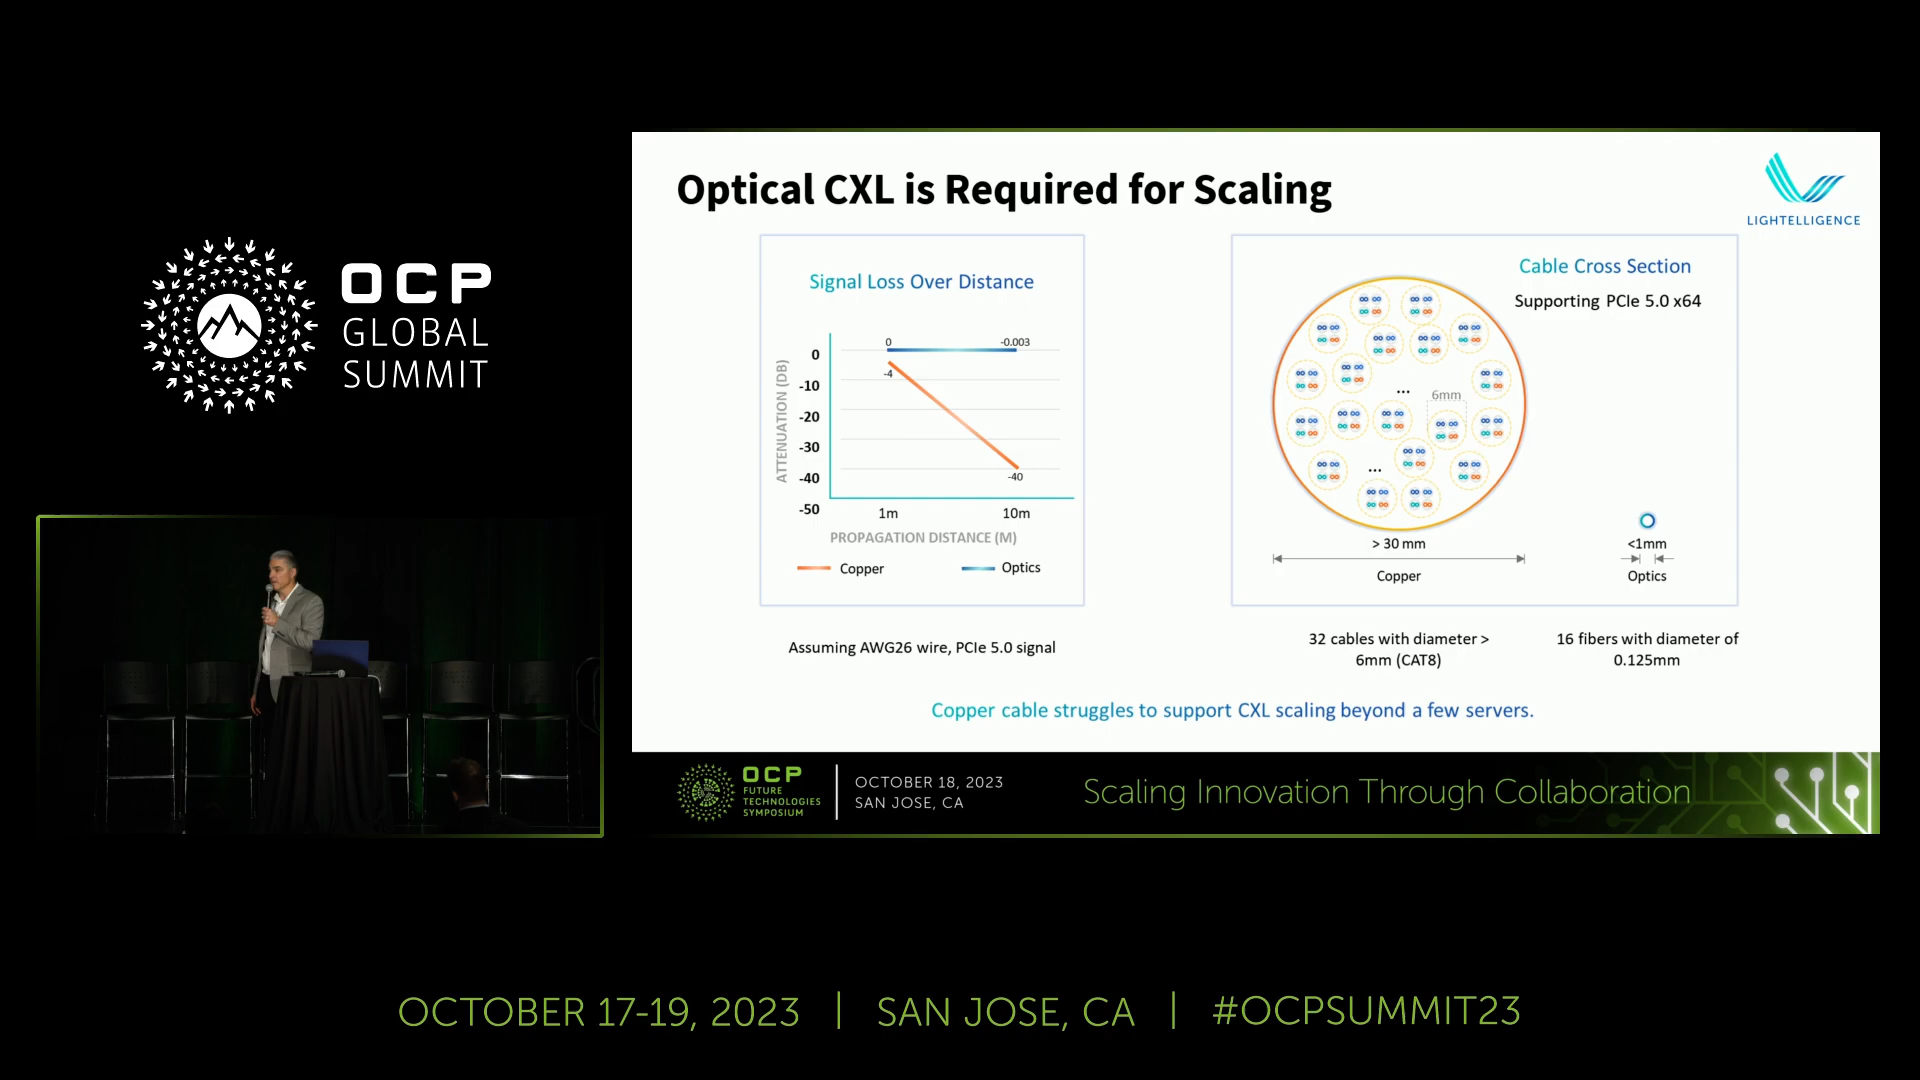 OCP
GLOBAL
SUMMIT
Optical CXL is Required for Scaling
LIGHTELLIGENCE
Signal Loss Over Distance
ATTENUATION (DB)
0
-10
-20
-30
-40
-50
0
-0.003
-4
-40
1m
10m
PROPAGATION DISTANCE (M)
Copper
Optics
Assuming AWG26 wire, PCIe 5.0 signal
Cable Cross Section
Supporting PCIe 5.0 x64
...
6mm
...
> 30 mm
Copper
<1mm
Optics
32 cables with diameter >
6mm (CAT8)
16 fibers with diameter of
0.125mm
Copper cable struggles to support CXL scaling beyond a few servers.
OCP
FUTURE
TECHNOLOGIES
SYMPOSIUM
OCTOBER 18, 2023
SAN JOSE, CA
Scaling Innovation Through Collaboration
OCTOBER 17-19, 2023 | SAN JOSE, CA | #OCPSUMMIT23